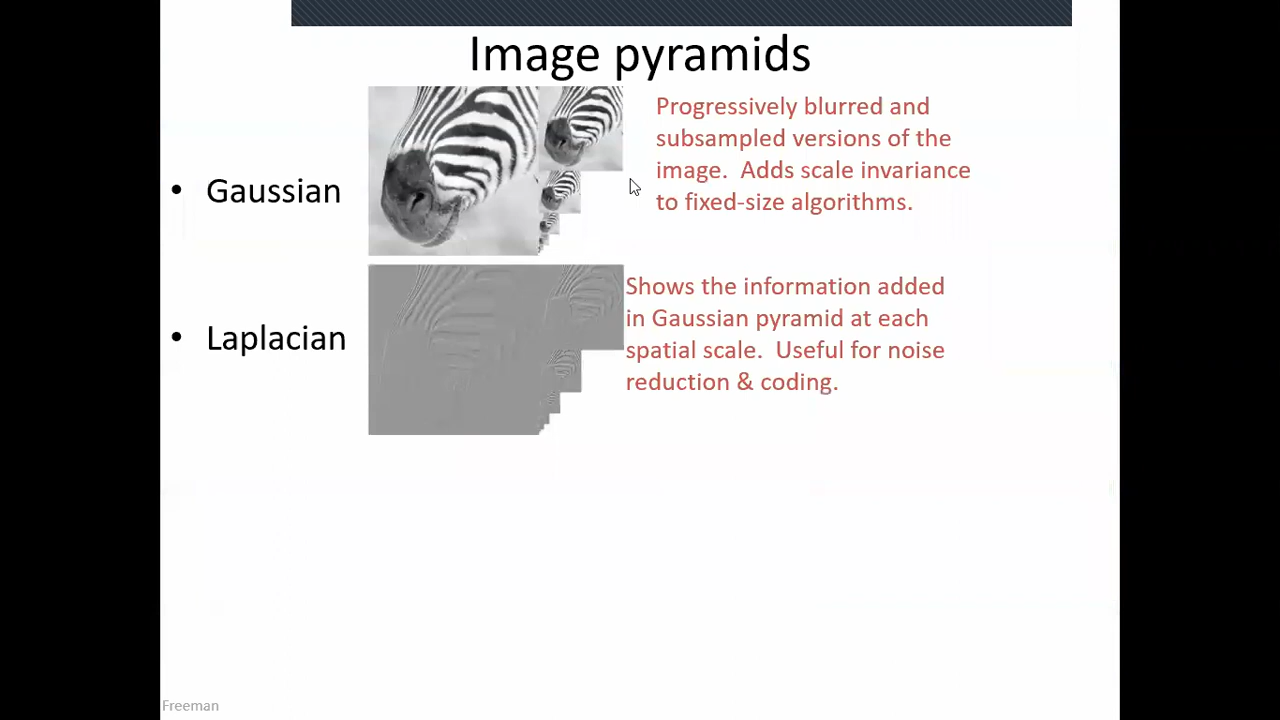 Image pyramids
• Gaussian
Progressively blurred and
subsampled versions of the
image. Adds scale invariance
to fixed-size algorithms.
• Laplacian
Shows the information added
in Gaussian pyramid at each
spatial scale. Useful for noise
reduction & coding.
Freeman